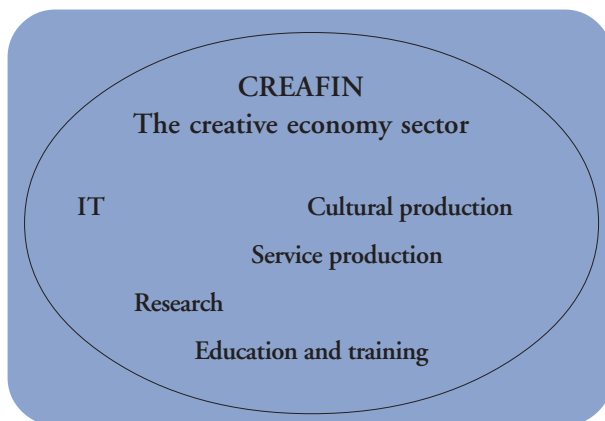 CREAFIN
The creative economy sector
IT
Cultural production
Service production
Research
Education and training